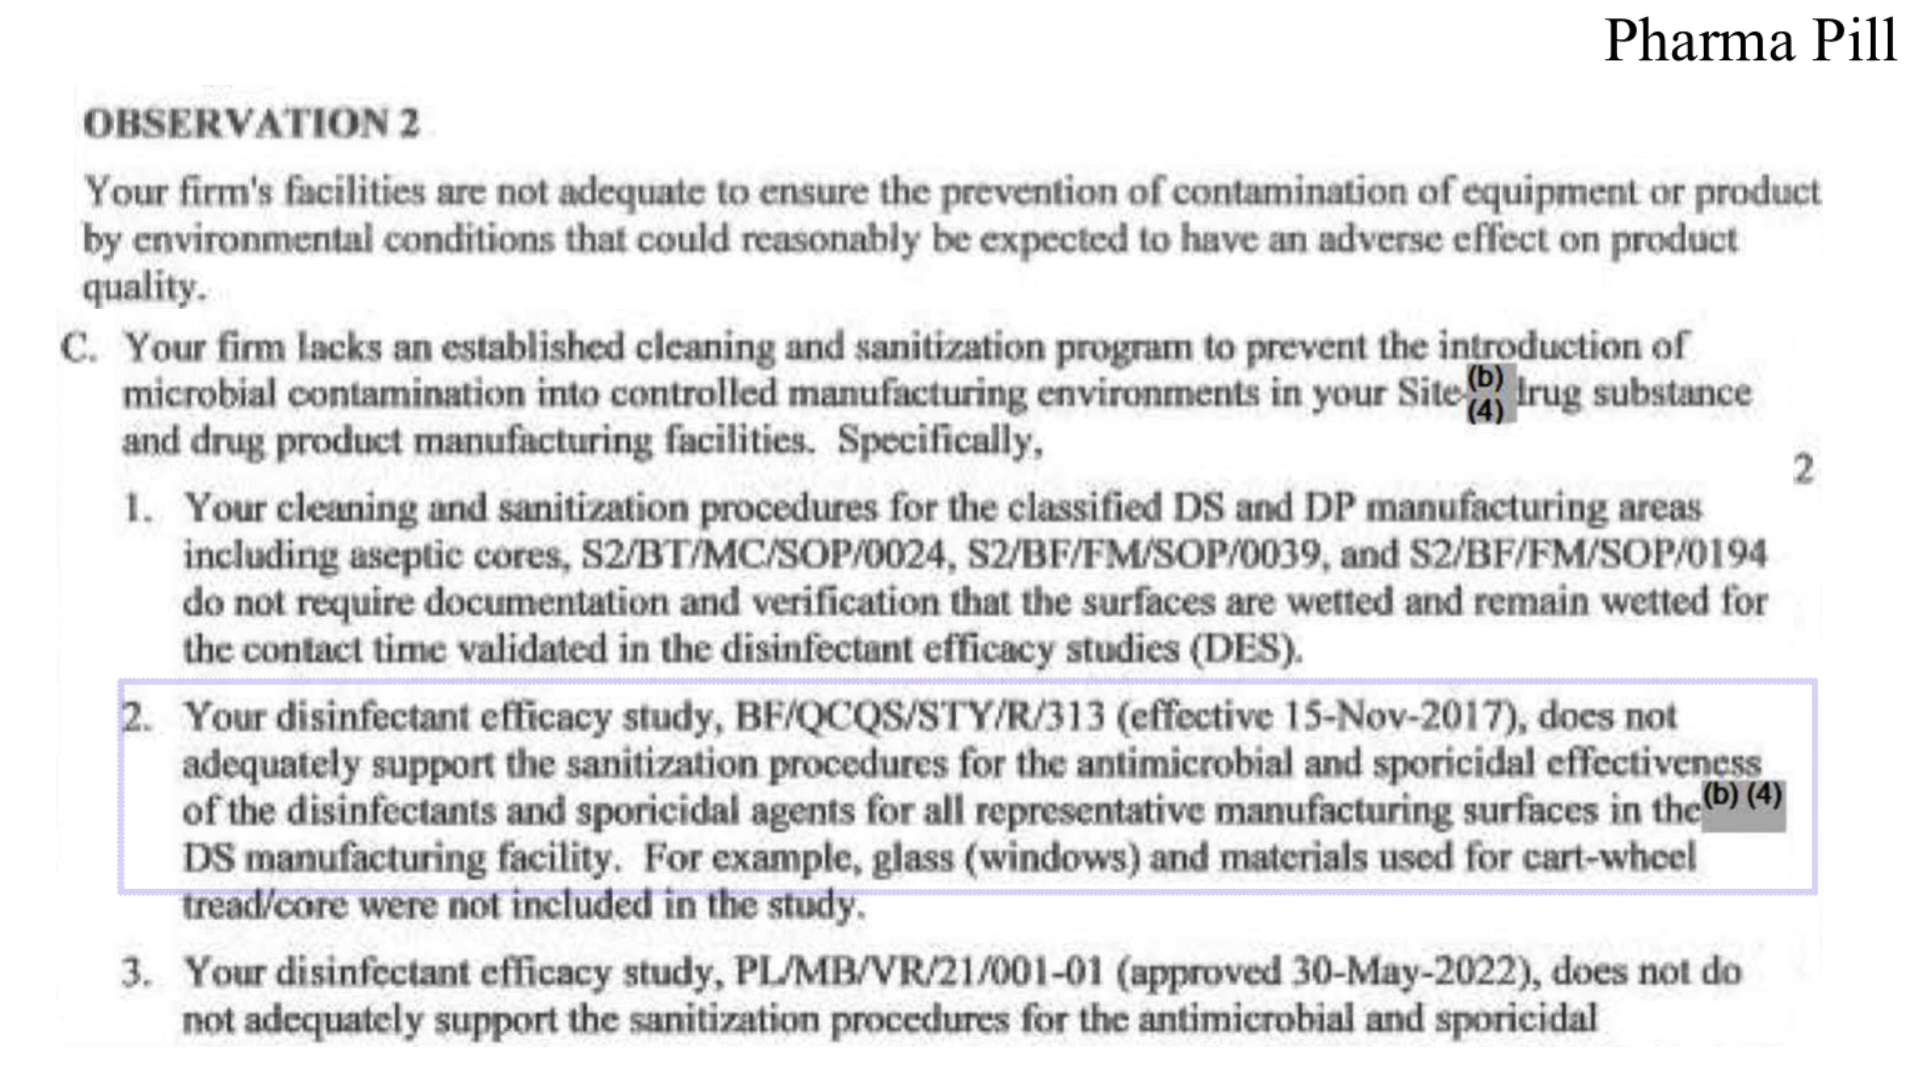 Pharma Pill
OBSERVATION 2
Your firm's facilities are not adequate to ensure the prevention of contamination of equipment or product
by environmental conditions that could reasonably be expected to have an adverse effect on product
quality.
C. Your firm lacks an established cleaning and sanitization program to prevent the introduction of
microbial contamination into controlled manufacturing environments in your Site (b) (4) drug substance
and drug product manufacturing facilities. Specifically,
2
1. Your cleaning and sanitization procedures for the classified DS and DP manufacturing areas
including aseptic cores, S2/BT/MC/SOP/0024, S2/BF/FM/SOP/0039, and S2/BF/FM/SOP/0194
do not require documentation and verification that the surfaces are wetted and remain wetted for
the contact time validated in the disinfectant efficacy studies (DES).
2. Your disinfectant efficacy study, BF/QCQS/STY/R/313 (effective 15-Nov-2017), does not
adequately support the sanitization procedures for the antimicrobial and sporicidal effectiveness
of the disinfectants and sporicidal agents for all representative manufacturing surfaces in the (b) (4)
DS manufacturing facility. For example, glass (windows) and materials used for cart-wheel
tread/core were not included in the study.
3. Your disinfectant efficacy study, PL/MB/VR/21/001-01 (approved 30-May-2022), does not do
not adequately support the sanitization procedures for the antimicrobial and sporicidal